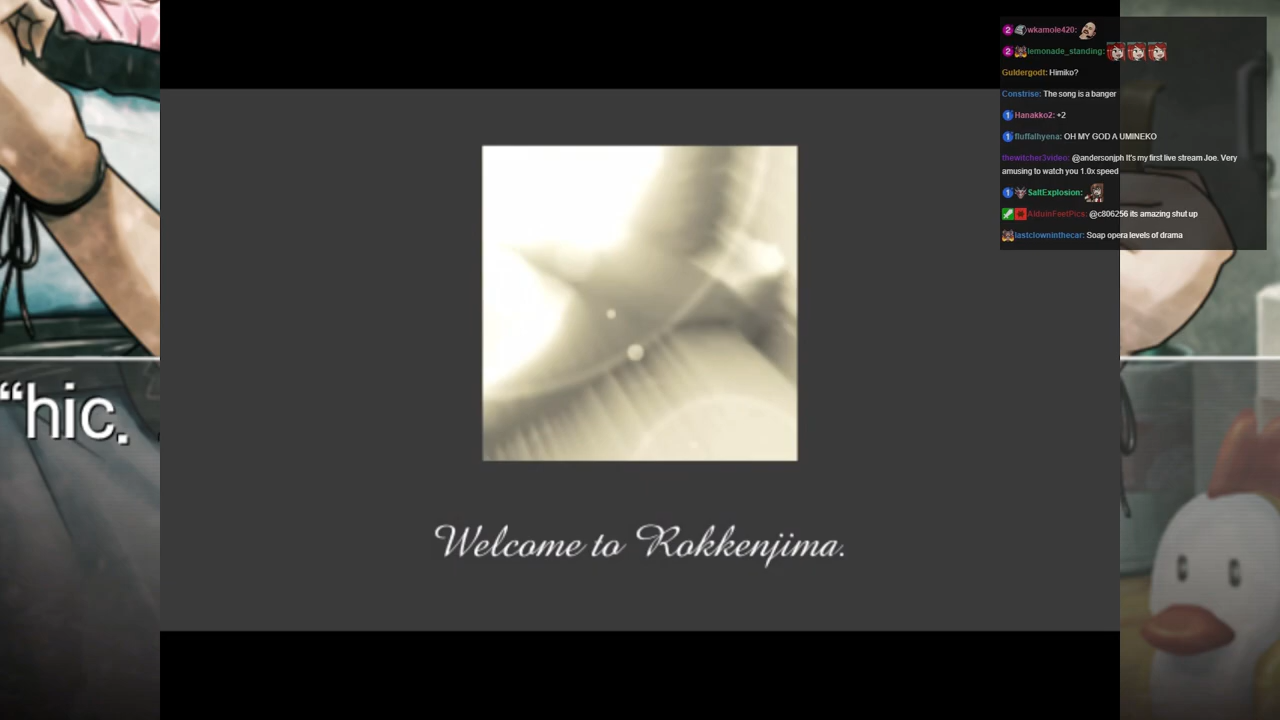 wkamole420:
lemonade_standing:
Guldergodt: Himiko?
Constrise: The song is a banger
Hanakko2: +2
fluffalhyena: OH MY GOD A UMINEKO
thewitcher3video: @andersonjph It's my first live stream Joe. Very
amusing to watch you 1.0x speed
SaltExplosion:
AlduinFeetPics: @c806256 its amazing shut up
lastclowninthecar: Soap opera levels of drama
“hic.
Welcome to Rokkenjima.